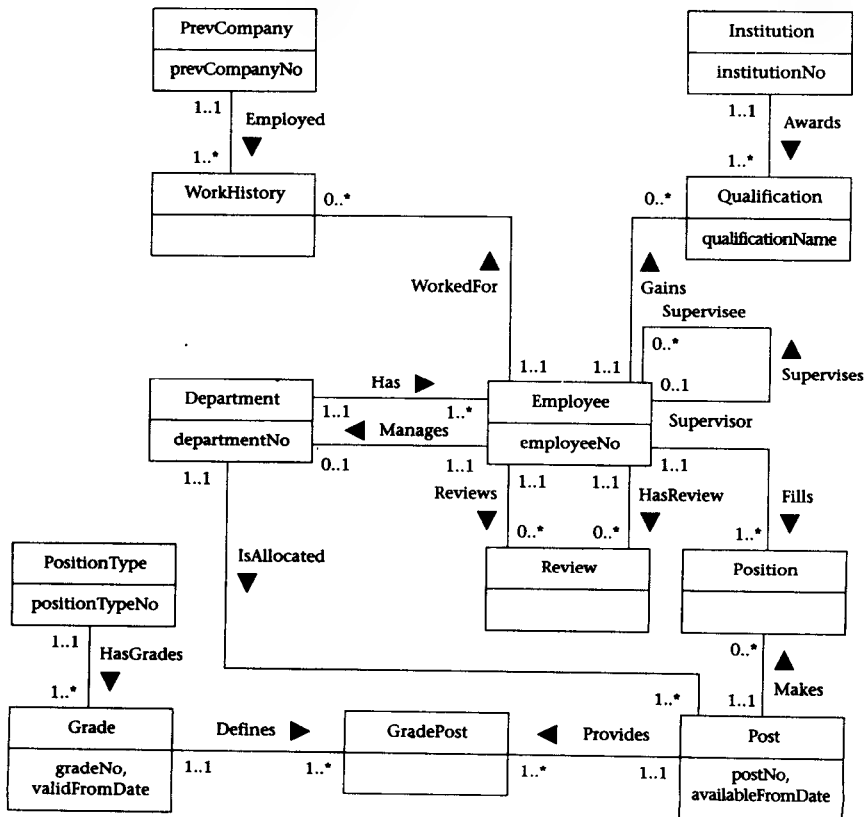 PrevCompany
prevCompanyNo
Institution
institutionNo
1..1
Employed
1..*
1..1
Awards
1..*
WorkHistory
0..*
0..*
Qualification
qualificationName
WorkedFor
Gains
Supervisee
0..*
Supervises
0..1
Supervisor
1..1
1..1
Department
departmentNo
Has
1..1
1..*
Manages
0..1
1..1
Employee
employeeNo
1..1
IsAllocated
Reviews
1..1
0..*
1..1
HasReview
0..*
1..1
Fills
1..*
Review
Position
PositionType
positionTypeNo
1..1
HasGrades
1..*
0..*
Makes
1..1
1..*
Grade
gradeNo,
validFromDate
Defines
1..1
1..*
GradePost
Provides
1..*
1..1
Post
postNo,
availableFromDate